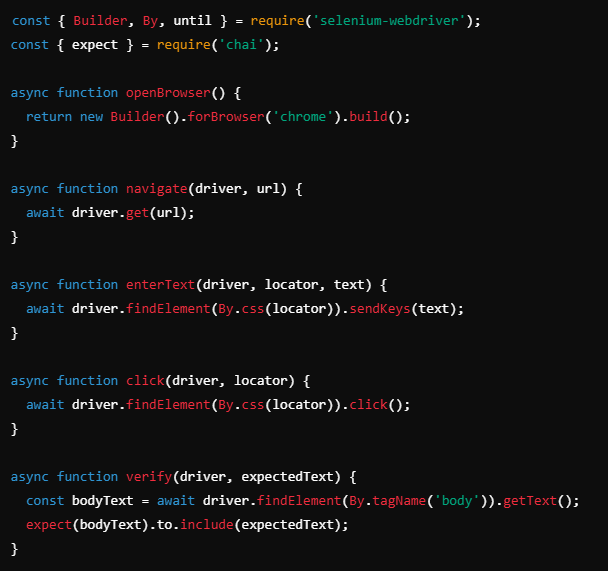 const { Builder, By, until } = require('selenium-webdriver');
const { expect } = require('chai');
async function openBrowser() {
  return new Builder().forBrowser('chrome').build();
}
async function navigate(driver, url) {
  await driver.get(url);
}
async function enterText(driver, locator, text) {
  await driver.findElement(By.css(locator)).sendKeys(text);
}
async function click(driver, locator) {
  await driver.findElement(By.css(locator)).click();
}
async function verify(driver, expectedText) {
  const bodyText = await driver.findElement(By.tagName('body')).getText();
  expect(bodyText).to.include(expectedText);
}